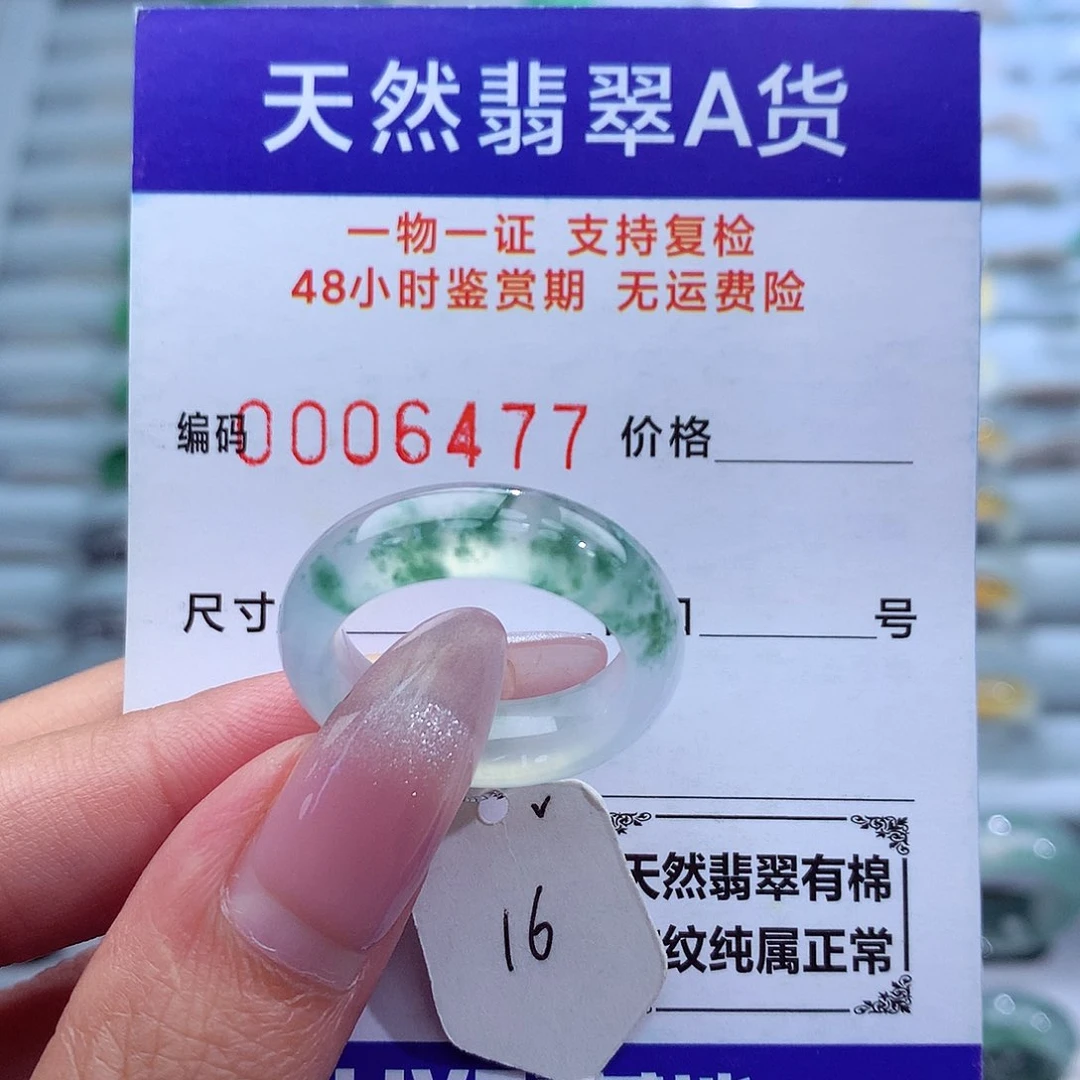 天然翡翠A货
一物一证 支持复检
48小时鉴赏期 无运费险
编码0006477 价格
尺寸 号
天然翡翠有棉
纹纯属正常
16